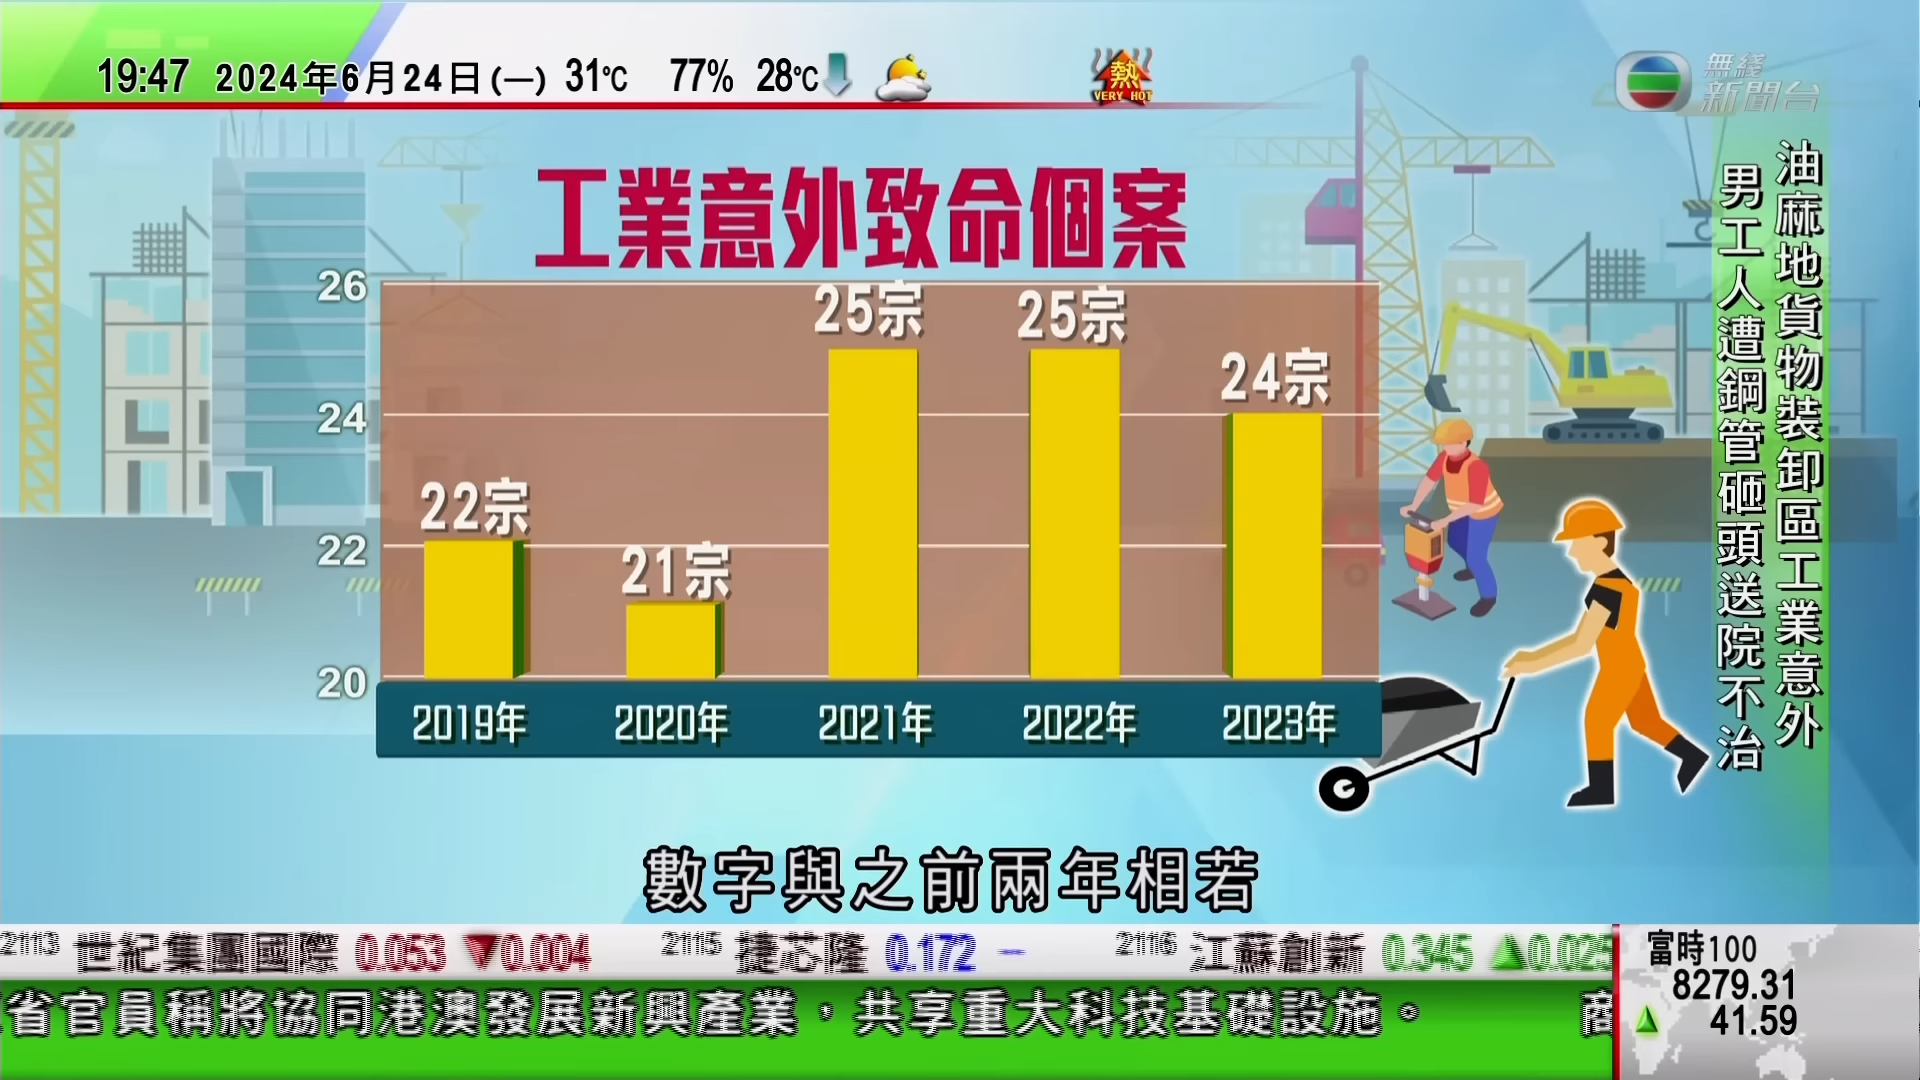 19:47 2024年6月24日(一) 31℃ 77% 28℃
熱
VERY HOT
無綫
新聞台
工業意外致命個案
26
24
22
20
22宗
21宗
25宗
25宗
24宗
2019年 2020年 2021年 2022年 2023年
油麻地貨物裝卸區工業意外
男工人遭鋼管砸頭送院不治
數字與之前兩年相若
21113 世紀集團國際 0.053 ▼0.004 21115 捷芯隆 0.172 – 21116 江蘇創新 0.345 ▲0.025
省官員稱將協同港澳發展新興產業，共享重大科技基礎設施。 商
富時100
8279.31
▲ 41.59